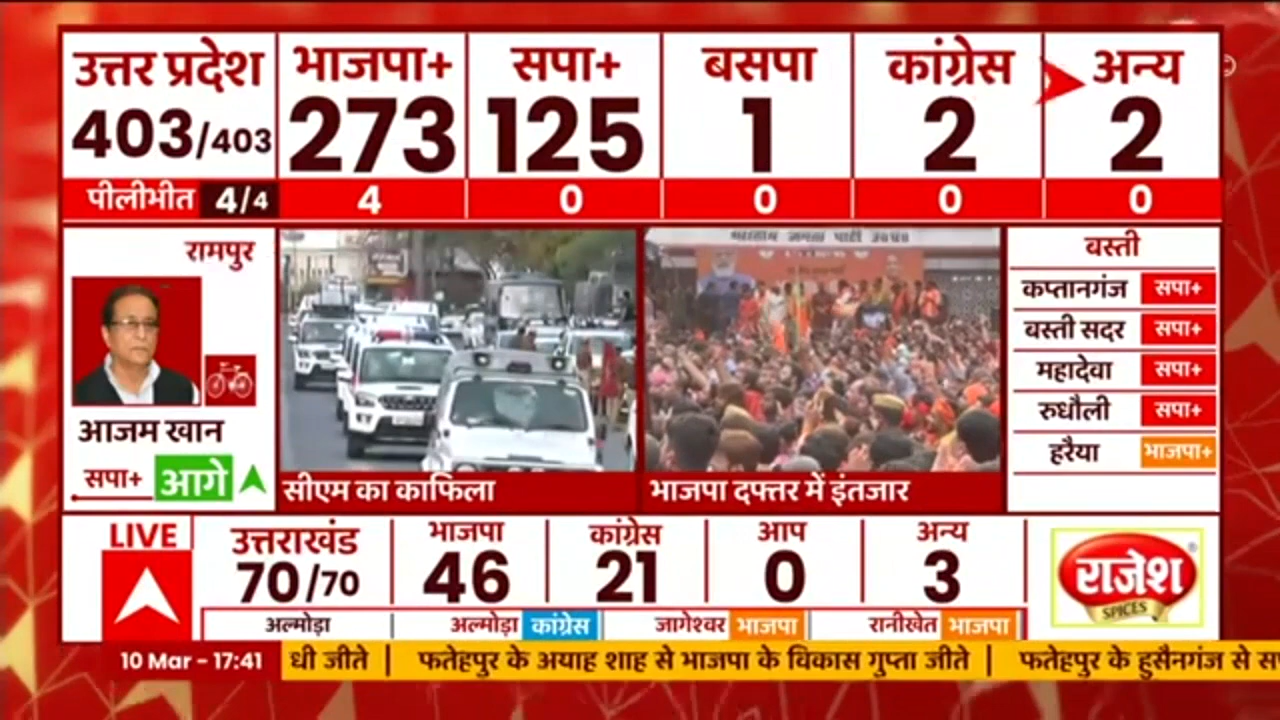 उत्तर प्रदेश भाजपा+ सपा+ बसपा कांग्रेस अन्य
403/403 273 125 1 2 2
पीलीभीत 4/4 4 0 0 0 0
रामपुर
आजम खान
सपा+ आगे
सीएम का काफिला
भारतीय जनता पार्टी
भाजपा दफ्तर में इंतजार
बस्ती
कप्तानगंज सपा+
बस्ती सदर सपा+
महादेवा सपा+
रुधौली सपा+
हरैया भाजपा+
LIVE
उत्तराखंड भाजपा कांग्रेस आप अन्य
70/70 46 21 0 3
अल्मोड़ा अल्मोड़ा कांग्रेस जागेश्वर भाजपा रानीखेत भाजपा
राजेश
SPICES
10 Mar - 17:41 धी जीते | फतेहपुर के अयाह शाह से भाजपा के विकास गुप्ता जीते | फतेहपुर के हुसैनगंज से